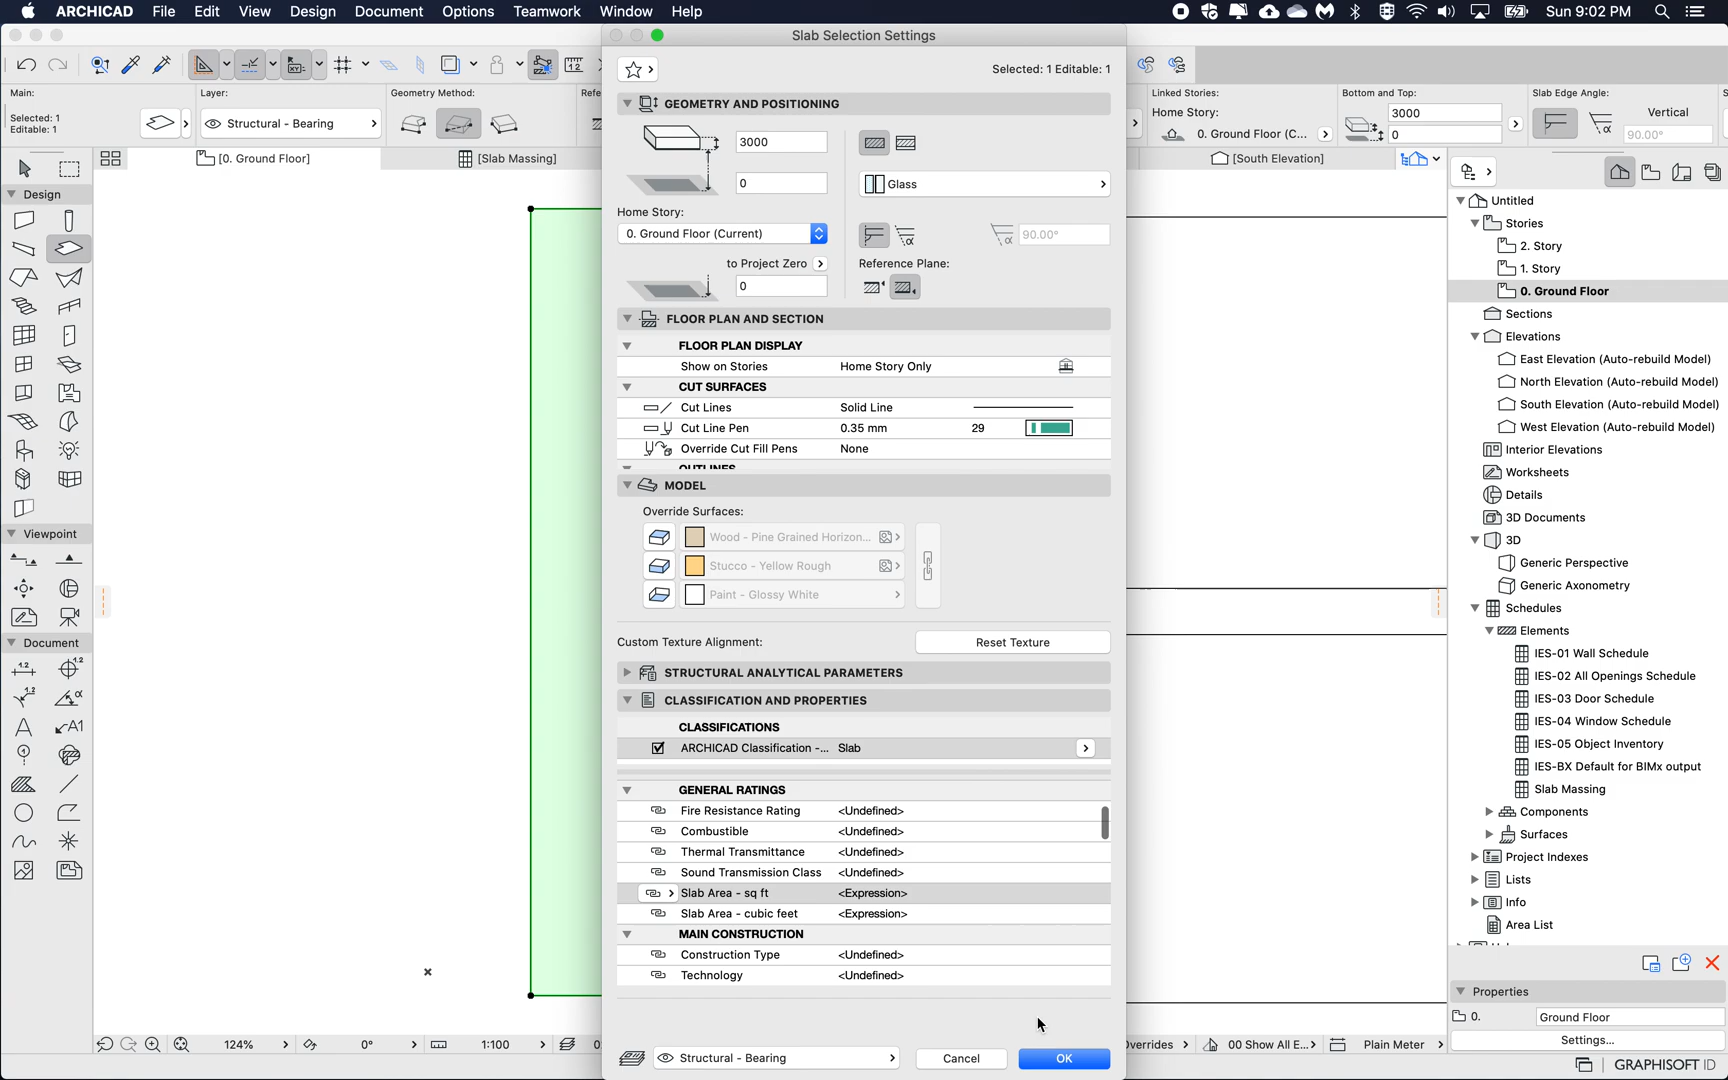 ARCHICAD File Edit View Design Document Options Teamwork Window Help
Sun 9:02 PM
Slab Selection Settings
Selected: 1 Editable: 1
Main:
Selected: 1
Editable: 1
Layer:
Structural - Bearing
Geometry Method:
Linked Stories:
Home Story:
0. Ground Floor (C...
Bottom and Top:
3000
0
Slab Edge Angle:
Vertical
90.00°
[0. Ground Floor]
[Slab Massing]
[South Elevation]
Design
Viewpoint
Document
GEOMETRY AND POSITIONING
3000
0
Glass
Home Story:
0. Ground Floor (Current)
90.00°
to Project Zero
Reference Plane:
0
FLOOR PLAN AND SECTION
FLOOR PLAN DISPLAY
Show on Stories Home Story Only
CUT SURFACES
Cut Lines Solid Line
Cut Line Pen 0.35 mm 29
Override Cut Fill Pens None
OUTLINES
MODEL
Override Surfaces:
Wood - Pine Grained Horizon...
Stucco - Yellow Rough
Paint - Glossy White
Custom Texture Alignment:
Reset Texture
STRUCTURAL ANALYTICAL PARAMETERS
CLASSIFICATION AND PROPERTIES
CLASSIFICATIONS
ARCHICAD Classification -... Slab
GENERAL RATINGS
Fire Resistance Rating <Undefined>
Combustible <Undefined>
Thermal Transmittance <Undefined>
Sound Transmission Class <Undefined>
Slab Area - sq ft <Expression>
Slab Area - cubic feet <Expression>
MAIN CONSTRUCTION
Construction Type <Undefined>
Technology <Undefined>
Structural - Bearing
Cancel
OK
Untitled
Stories
2. Story
1. Story
0. Ground Floor
Sections
Elevations
East Elevation (Auto-rebuild Model)
North Elevation (Auto-rebuild Model)
South Elevation (Auto-rebuild Model)
West Elevation (Auto-rebuild Model)
Interior Elevations
Worksheets
Details
3D Documents
3D
Generic Perspective
Generic Axonometry
Schedules
Elements
IES-01 Wall Schedule
IES-02 All Openings Schedule
IES-03 Door Schedule
IES-04 Window Schedule
IES-05 Object Inventory
IES-BX Default for BIMx output
Slab Massing
Components
Surfaces
Project Indexes
Lists
Info
Area List
Properties
0. Ground Floor
Settings...
124%
0°
1:100
verrides
00 Show All E...
Plain Meter
GRAPHISOFT ID